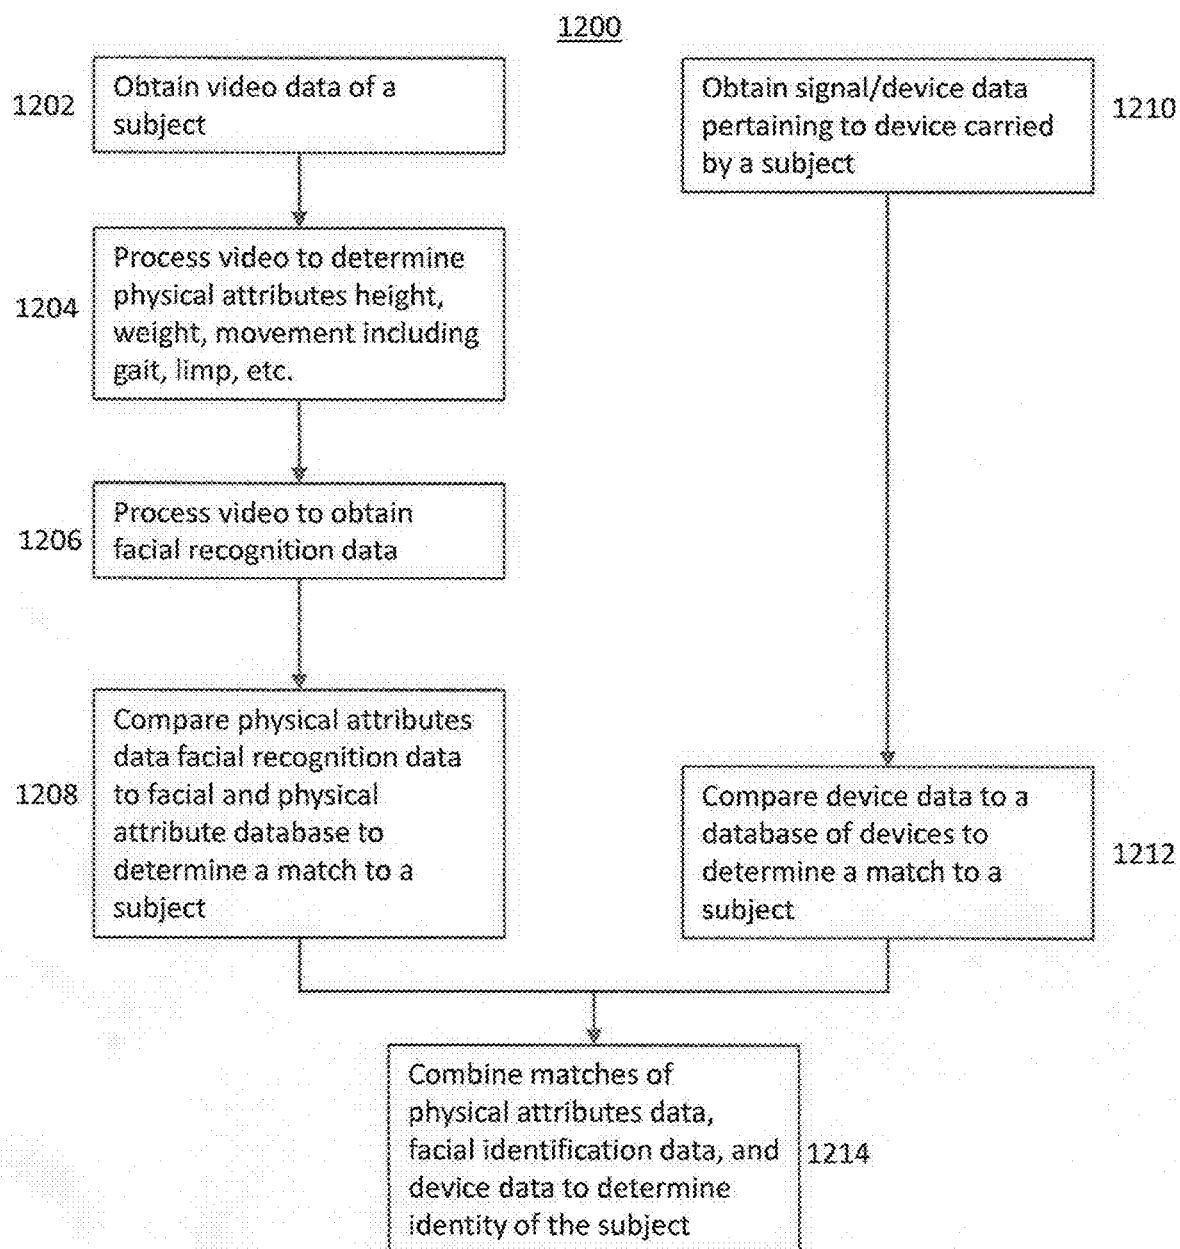 1200
1202
Obtain video data of a
subject
1210
Obtain signal/device data
pertaining to device carried
by a subject
1204
Process video to determine
physical attributes height,
weight, movement including
gait, limp, etc.
1206
Process video to obtain
facial recognition data
1208
Compare physical attributes
data facial recognition data
to facial and physical
attribute database to
determine a match to a
subject
1212
Compare device data to a
database of devices to
determine a match to a
subject
1214
Combine matches of
physical attributes data,
facial identification data, and
device data to determine
identity of the subject